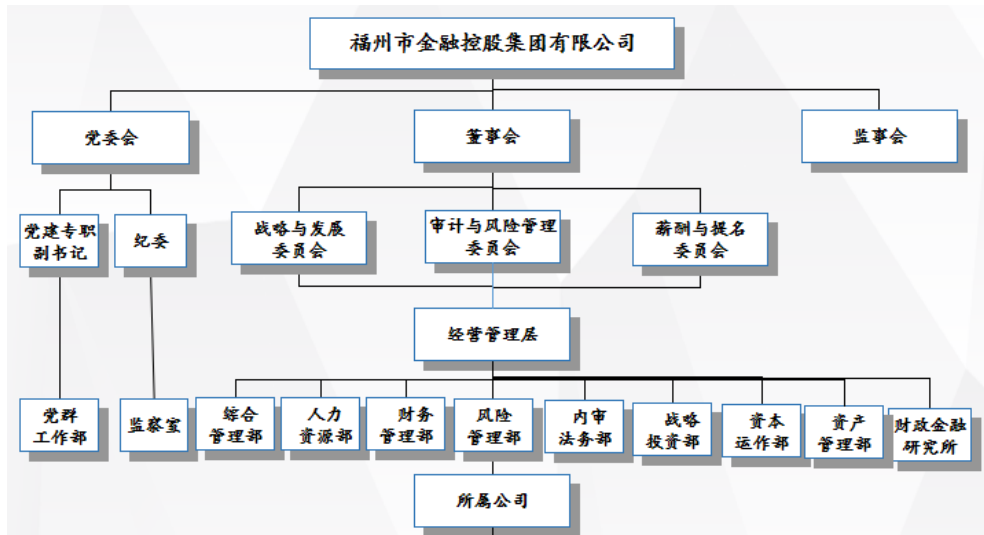 福州市金融控股集团有限公司
党委会
董事会
监事会
党建专职
副书记
纪委
战略与发展
委员会
审计与风险管理
委员会
薪酬与提名
委员会
经营管理层
党群
工作部
监察室
综合
管理部
人力
资源部
财务
管理部
风险
管理部
内审
法务部
战略
投资部
资本
运作部
资产
管理部
财政金融
研究所
所属公司